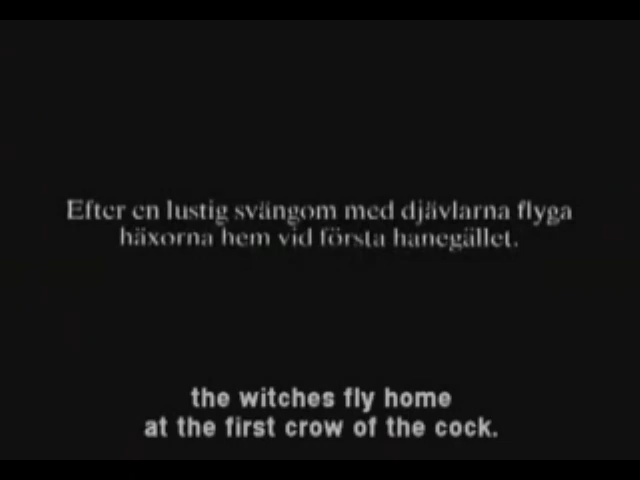 Efter en lustig svängom med djävlarna flyga
häxorna hem vid första hanegället.
the witches fly home
at the first crow of the cock.